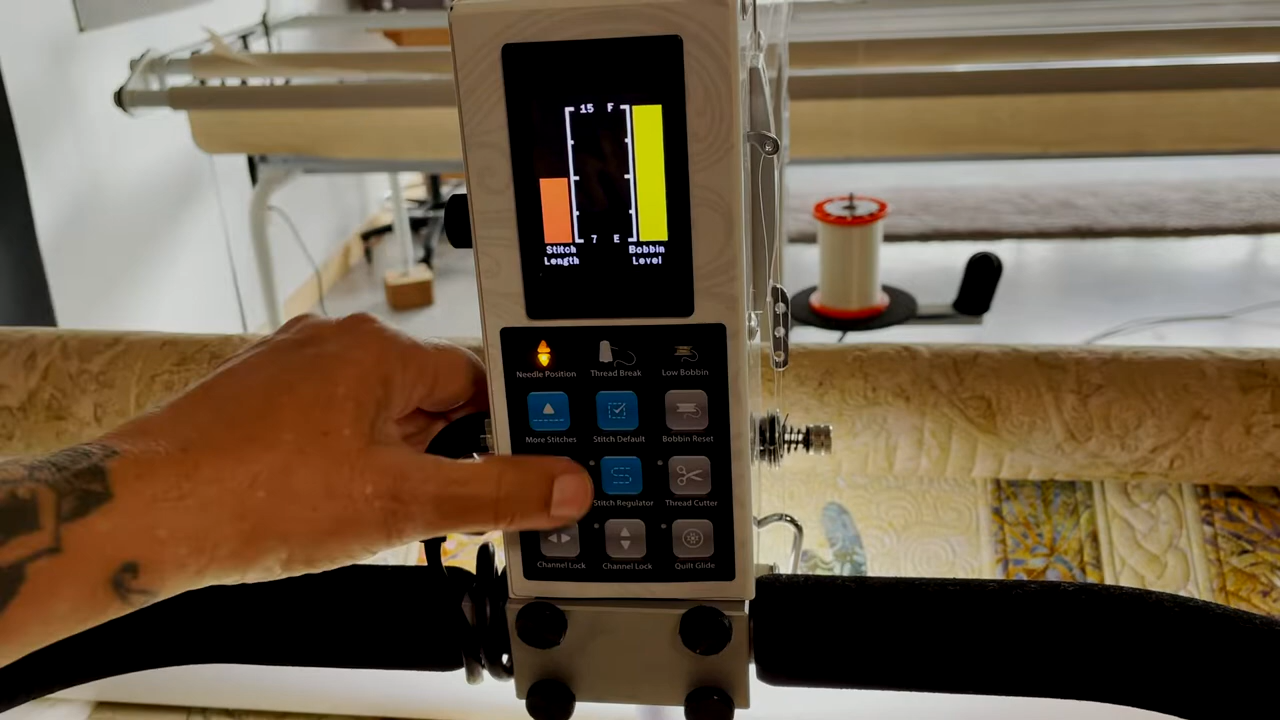 15 F
7 E
Stitch Length
Bobbin Level
Needle Position
Thread Break
Low Bobbin
More Stitches
Stitch Default
Bobbin Reset
Stitch Regulator
Thread Cutter
Channel Lock
Channel Lock
Quilt Glide